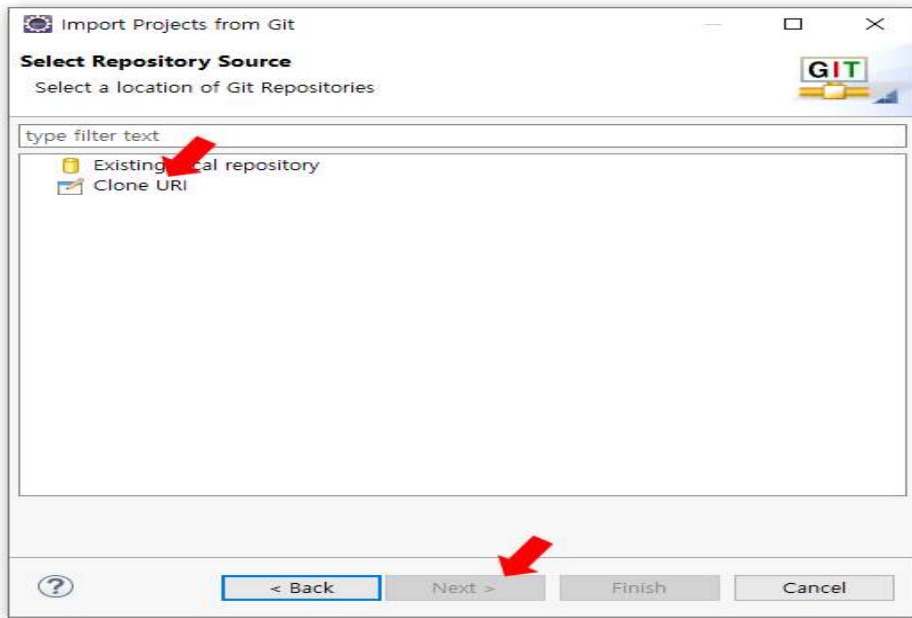 Import Projects from Git
Select Repository Source
Select a location of Git Repositories
GIT
type filter text
Existing cal repository
Clone URI
?
< Back
Next >
Finish
Cancel